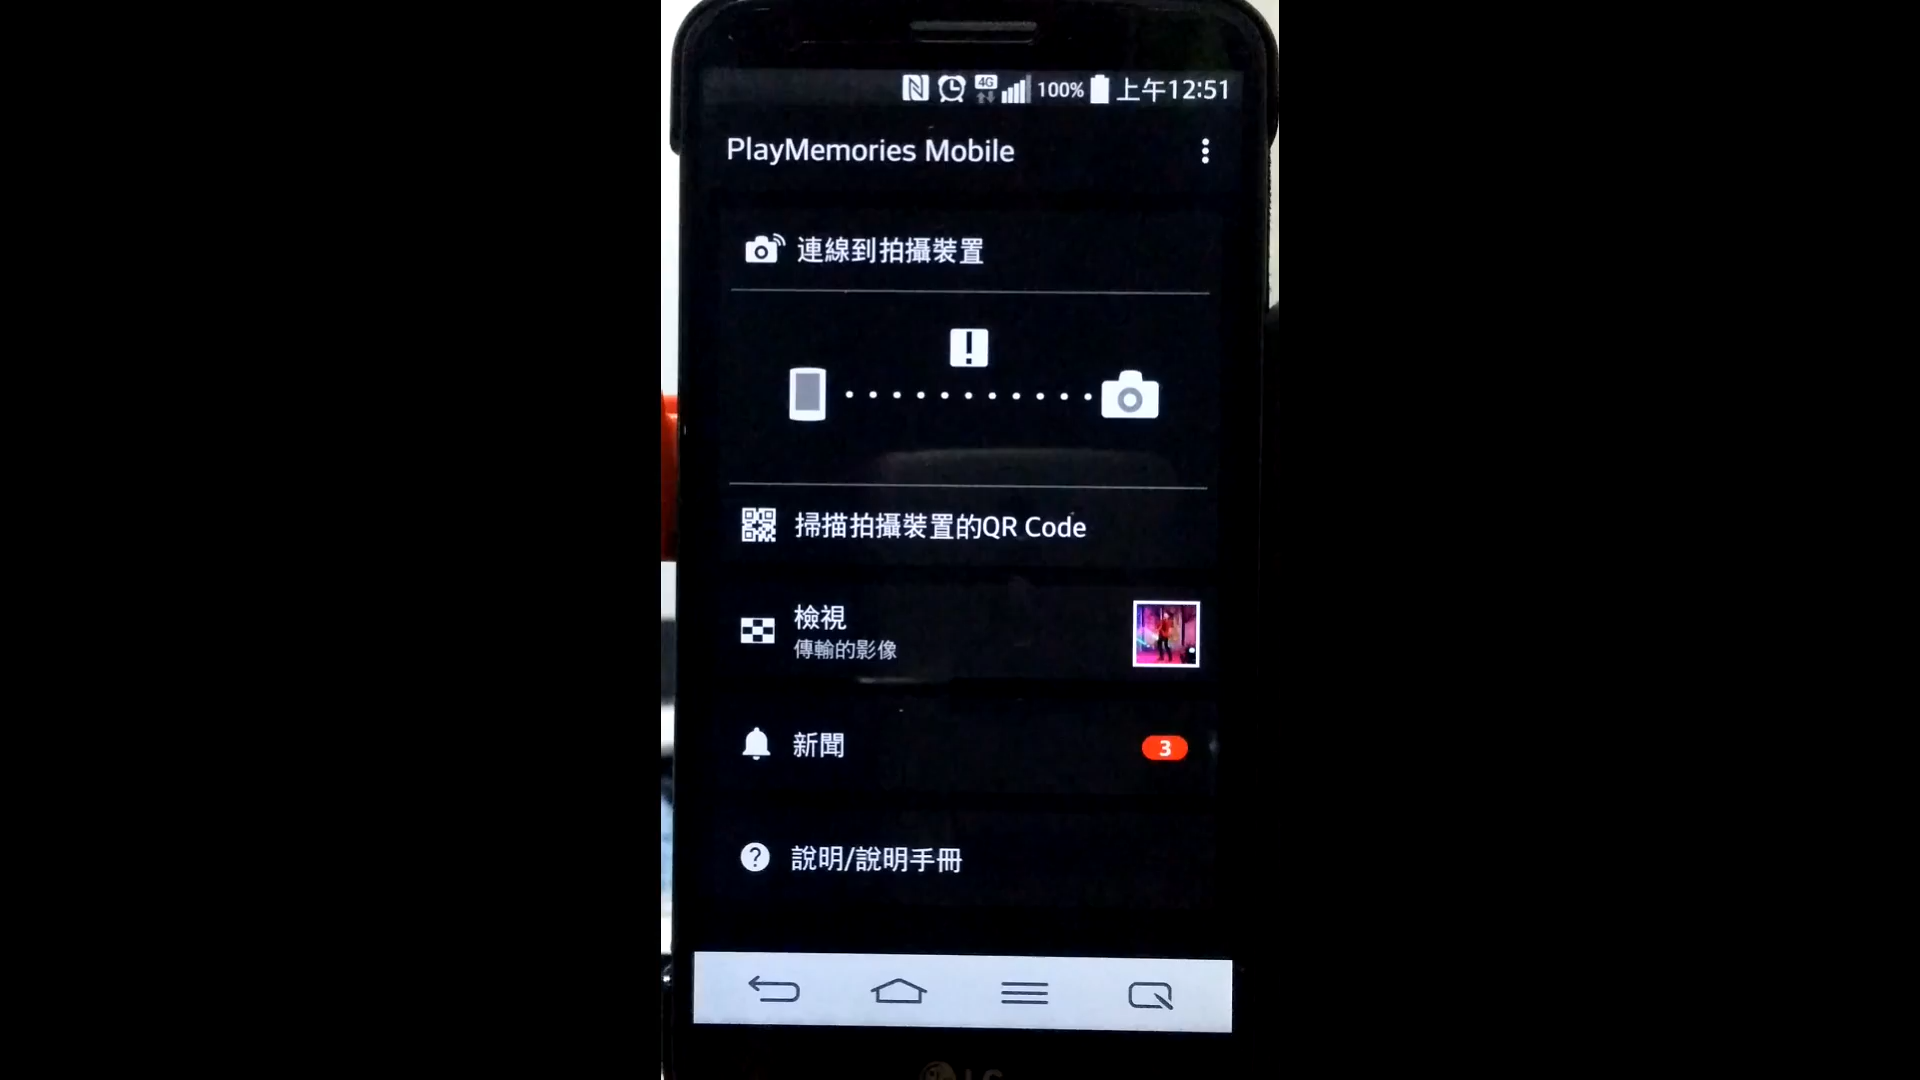 4G 100% 上午12:51
PlayMemories Mobile
連線到拍攝裝置
!
掃描拍攝裝置的QR Code
檢視
傳輸的影像
新聞
3
?
說明/說明手冊
LG